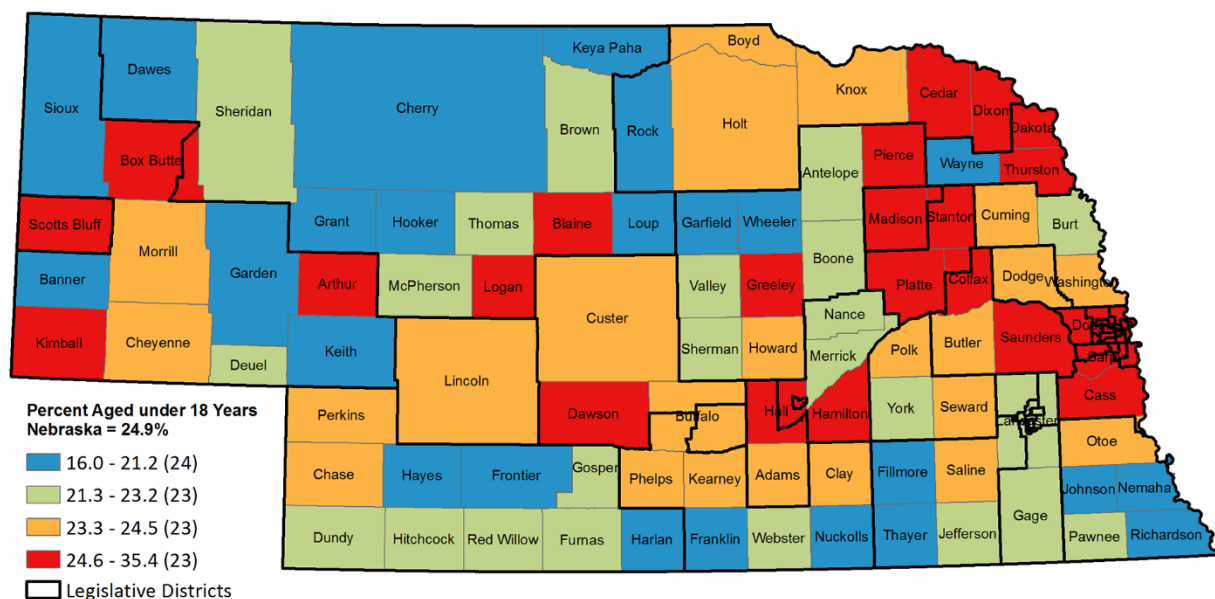 Keya Paha
Boyd
Dawes
Knox
Cedar
Sioux
Sheridan
Cherry
Dixon
Brown
Rock
Holt
Dakota
Box Butte
Pierce
Wayne
Thurston
Antelope
Scotts Bluff
Grant
Hooker
Thomas
Blaine
Loup
Garfield
Wheeler
Madison
Stanton
Cuming
Burt
Morrill
Banner
Garden
Arthur
McPherson
Logan
Valley
Greeley
Boone
Platte
Colfax
Dodge
Washington
Custer
Nance
Kimball
Cheyenne
Keith
Sherman
Howard
Merrick
Polk
Butler
Saunders
Deuel
Lincoln
Cass
Perkins
Dawson
Buffalo
Hall
Hamilton
York
Seward
Lancaster
Otoe
Chase
Hayes
Frontier
Gosper
Phelps
Kearney
Adams
Clay
Fillmore
Saline
Johnson
Nemaha
Gage
Dundy
Hitchcock
Red Willow
Furnas
Harlan
Franklin
Webster
Nuckolls
Thayer
Jefferson
Pawnee
Richardson
Percent Aged under 18 Years
Nebraska = 24.9%
16.0 - 21.2 (24)
21.3 - 23.2 (23)
23.3 - 24.5 (23)
24.6 - 35.4 (23)
Legislative Districts